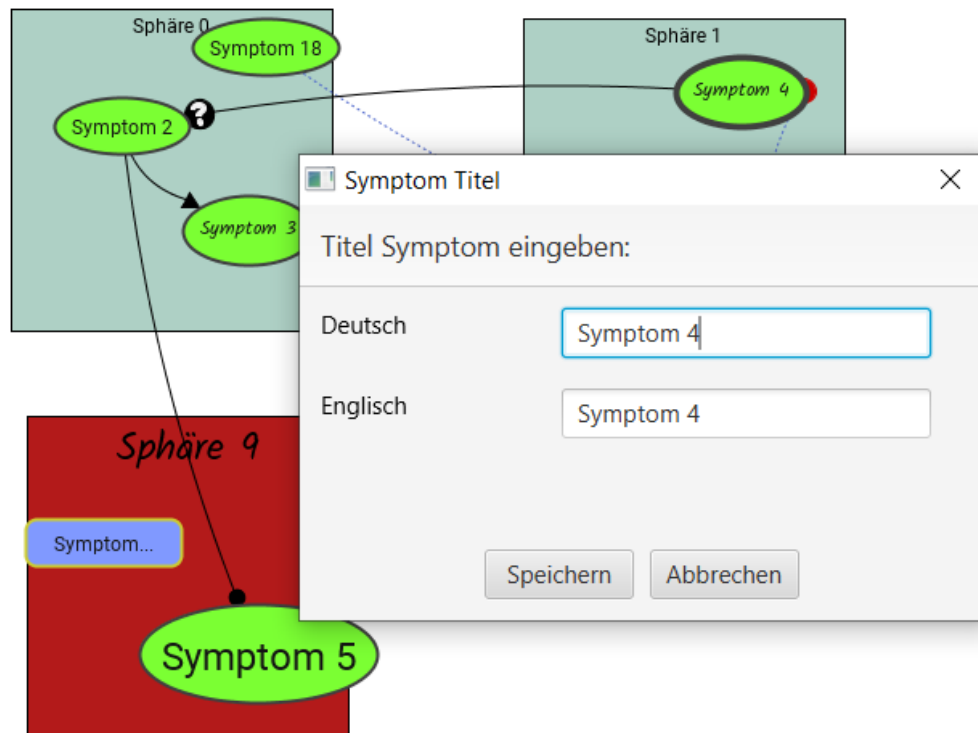 Sphäre 0
Symptom 18
Sphäre 1
Symptom 4
?
Symptom 2
Symptom 3
Symptom Titel
Titel Symptom eingeben:
Deutsch
Symptom 4
Englisch
Symptom 4
Sphäre 9
Symptom...
Speichern
Abbrechen
Symptom 5